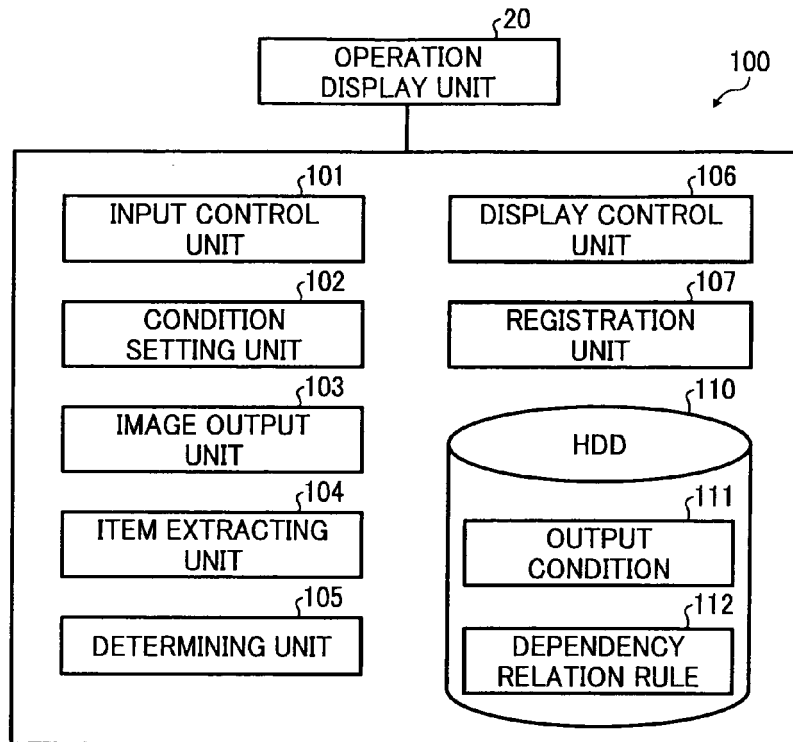 20
OPERATION
DISPLAY UNIT
100
101
INPUT CONTROL
UNIT
102
CONDITION
SETTING UNIT
103
IMAGE OUTPUT
UNIT
104
ITEM EXTRACTING
UNIT
105
DETERMINING UNIT
106
DISPLAY CONTROL
UNIT
107
REGISTRATION
UNIT
110
HDD
111
OUTPUT
CONDITION
112
DEPENDENCY
RELATION RULE